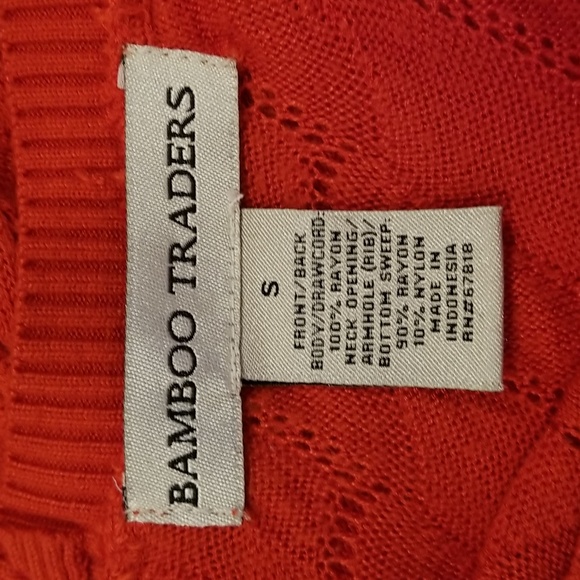 BAMBOO TRADERS
S
FRONT/BACK
BODY/DRAWCORD:
100% RAYON
NECK OPENING/
ARMHOLE (RIB)/
BOTTOM SWEEP:
90% RAYON
10% NYLON
MADE IN
INDONESIA
RN#67818